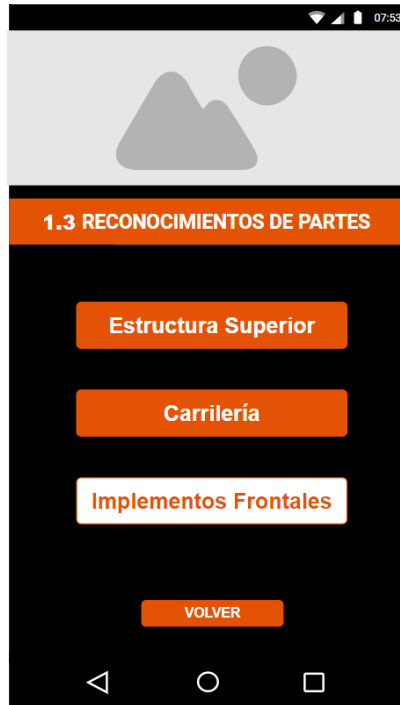 07:53
1.3 RECONOCIMIENTOS DE PARTES
Estructura Superior
Carrilería
Implementos Frontales
VOLVER